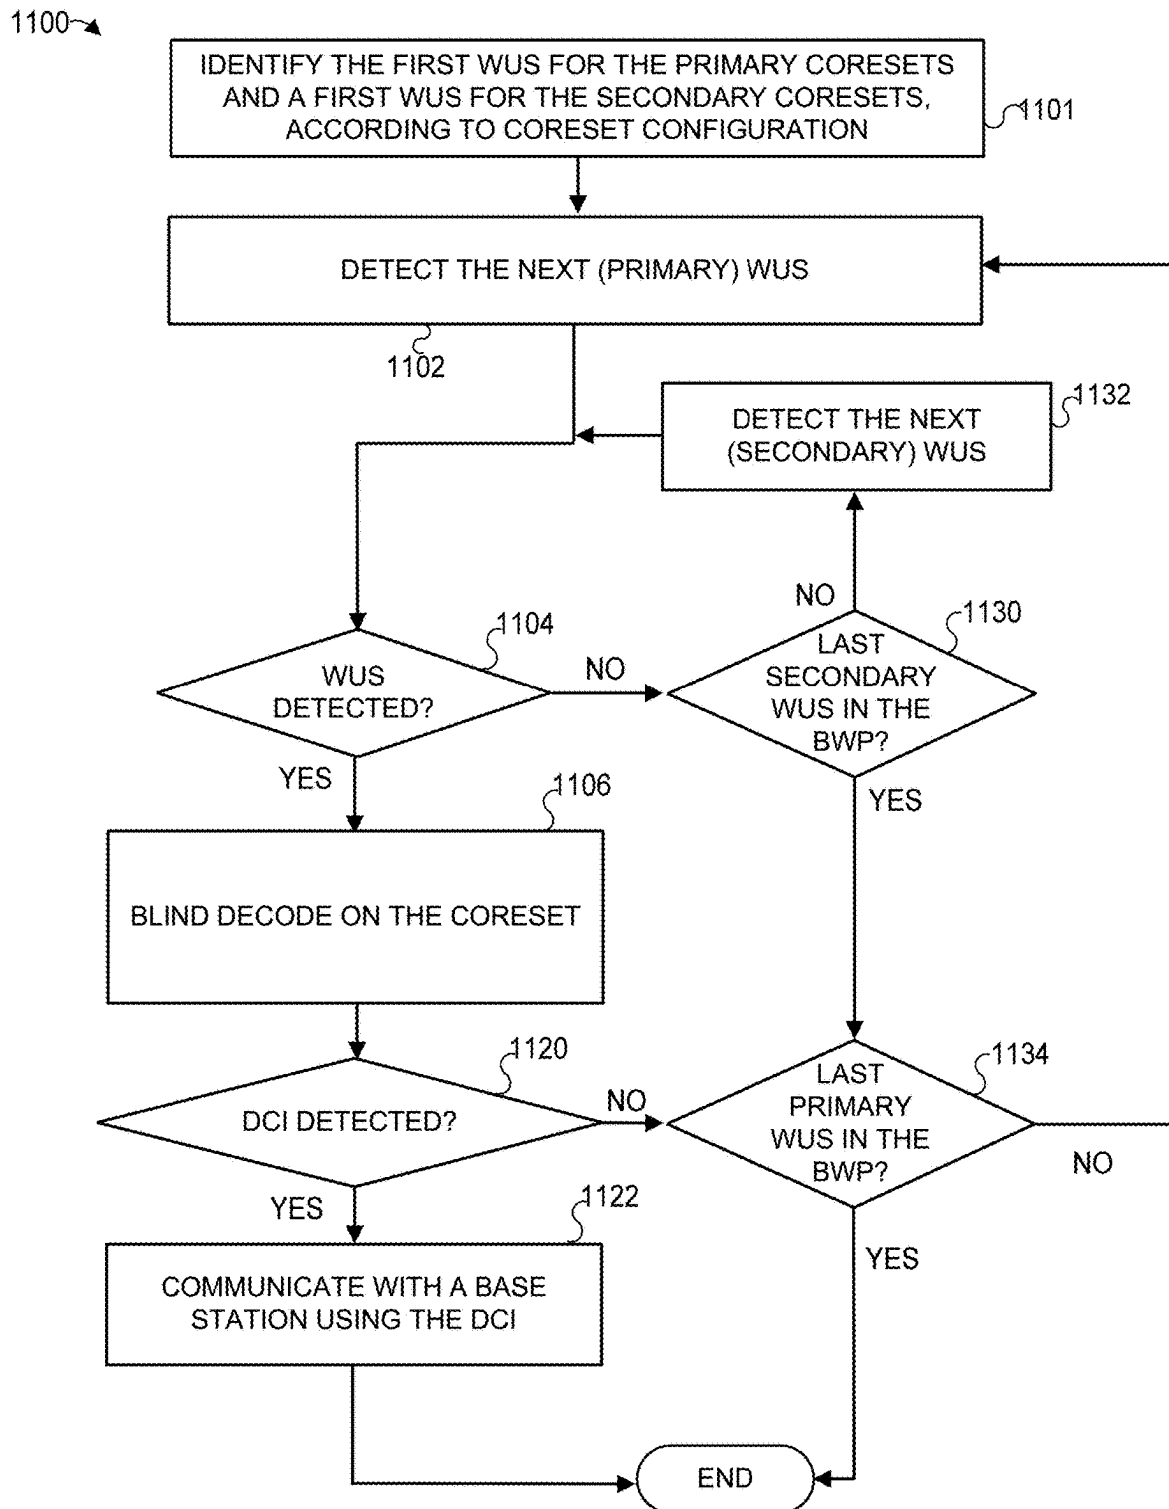 1100
IDENTIFY THE FIRST WUS FOR THE PRIMARY CORESETS
AND A FIRST WUS FOR THE SECONDARY CORESETS,
ACCORDING TO CORESET CONFIGURATION
1101
DETECT THE NEXT (PRIMARY) WUS
1102
DETECT THE NEXT
(SECONDARY) WUS
1132
WUS
DETECTED?
1104
NO
YES
LAST
SECONDARY
WUS IN THE
BWP?
1130
NO
YES
BLIND DECODE ON THE CORESET
1106
DCI DETECTED?
1120
NO
YES
LAST
PRIMARY
WUS IN THE
BWP?
1134
NO
YES
COMMUNICATE WITH A BASE
STATION USING THE DCI
1122
END